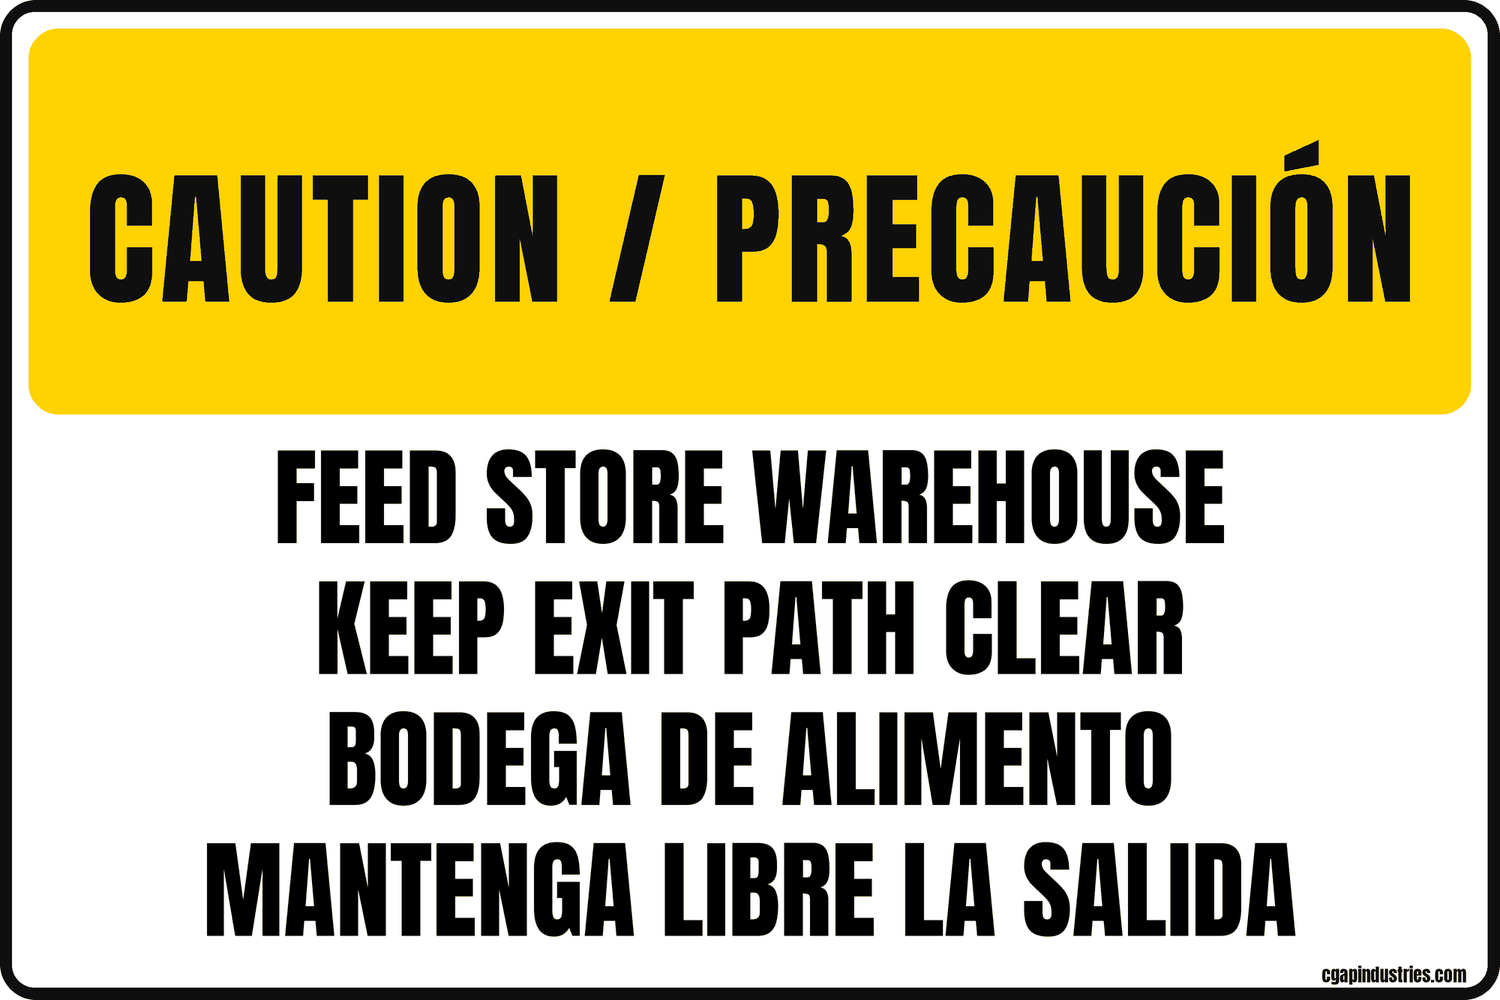 CAUTION / PRECAUCIÓN
FEED STORE WAREHOUSE
KEEP EXIT PATH CLEAR
BODEGA DE ALIMENTO
MANTENGA LIBRE LA SALIDA
cgapindustries.com